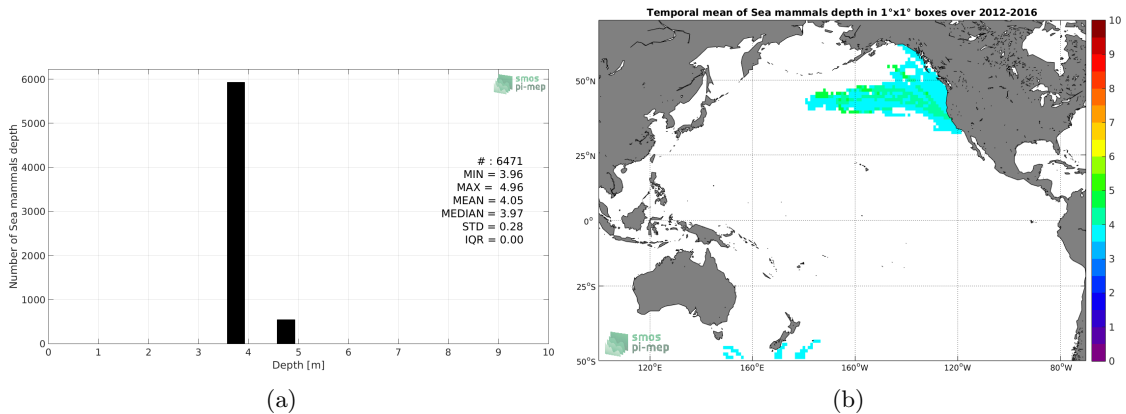 6000
5000
4000
3000
2000
1000
0
Number of Sea mammals depth
# : 6471
MIN = 3.96
MAX = 4.96
MEAN = 4.05
MEDIAN = 3.97
STD = 0.28
IQR = 0.00
smos
pi-mep
0 1 2 3 4 5 6 7 8 9 10
Depth [m]
(a)
Temporal mean of Sea mammals depth in 1°x1° boxes over 2012-2016
50°N
25°N
0°
25°S
50°S
120°E 160°E 160°W 120°W 80°W
smos
pi-mep
10
9
8
7
6
5
4
3
2
1
0
(b)